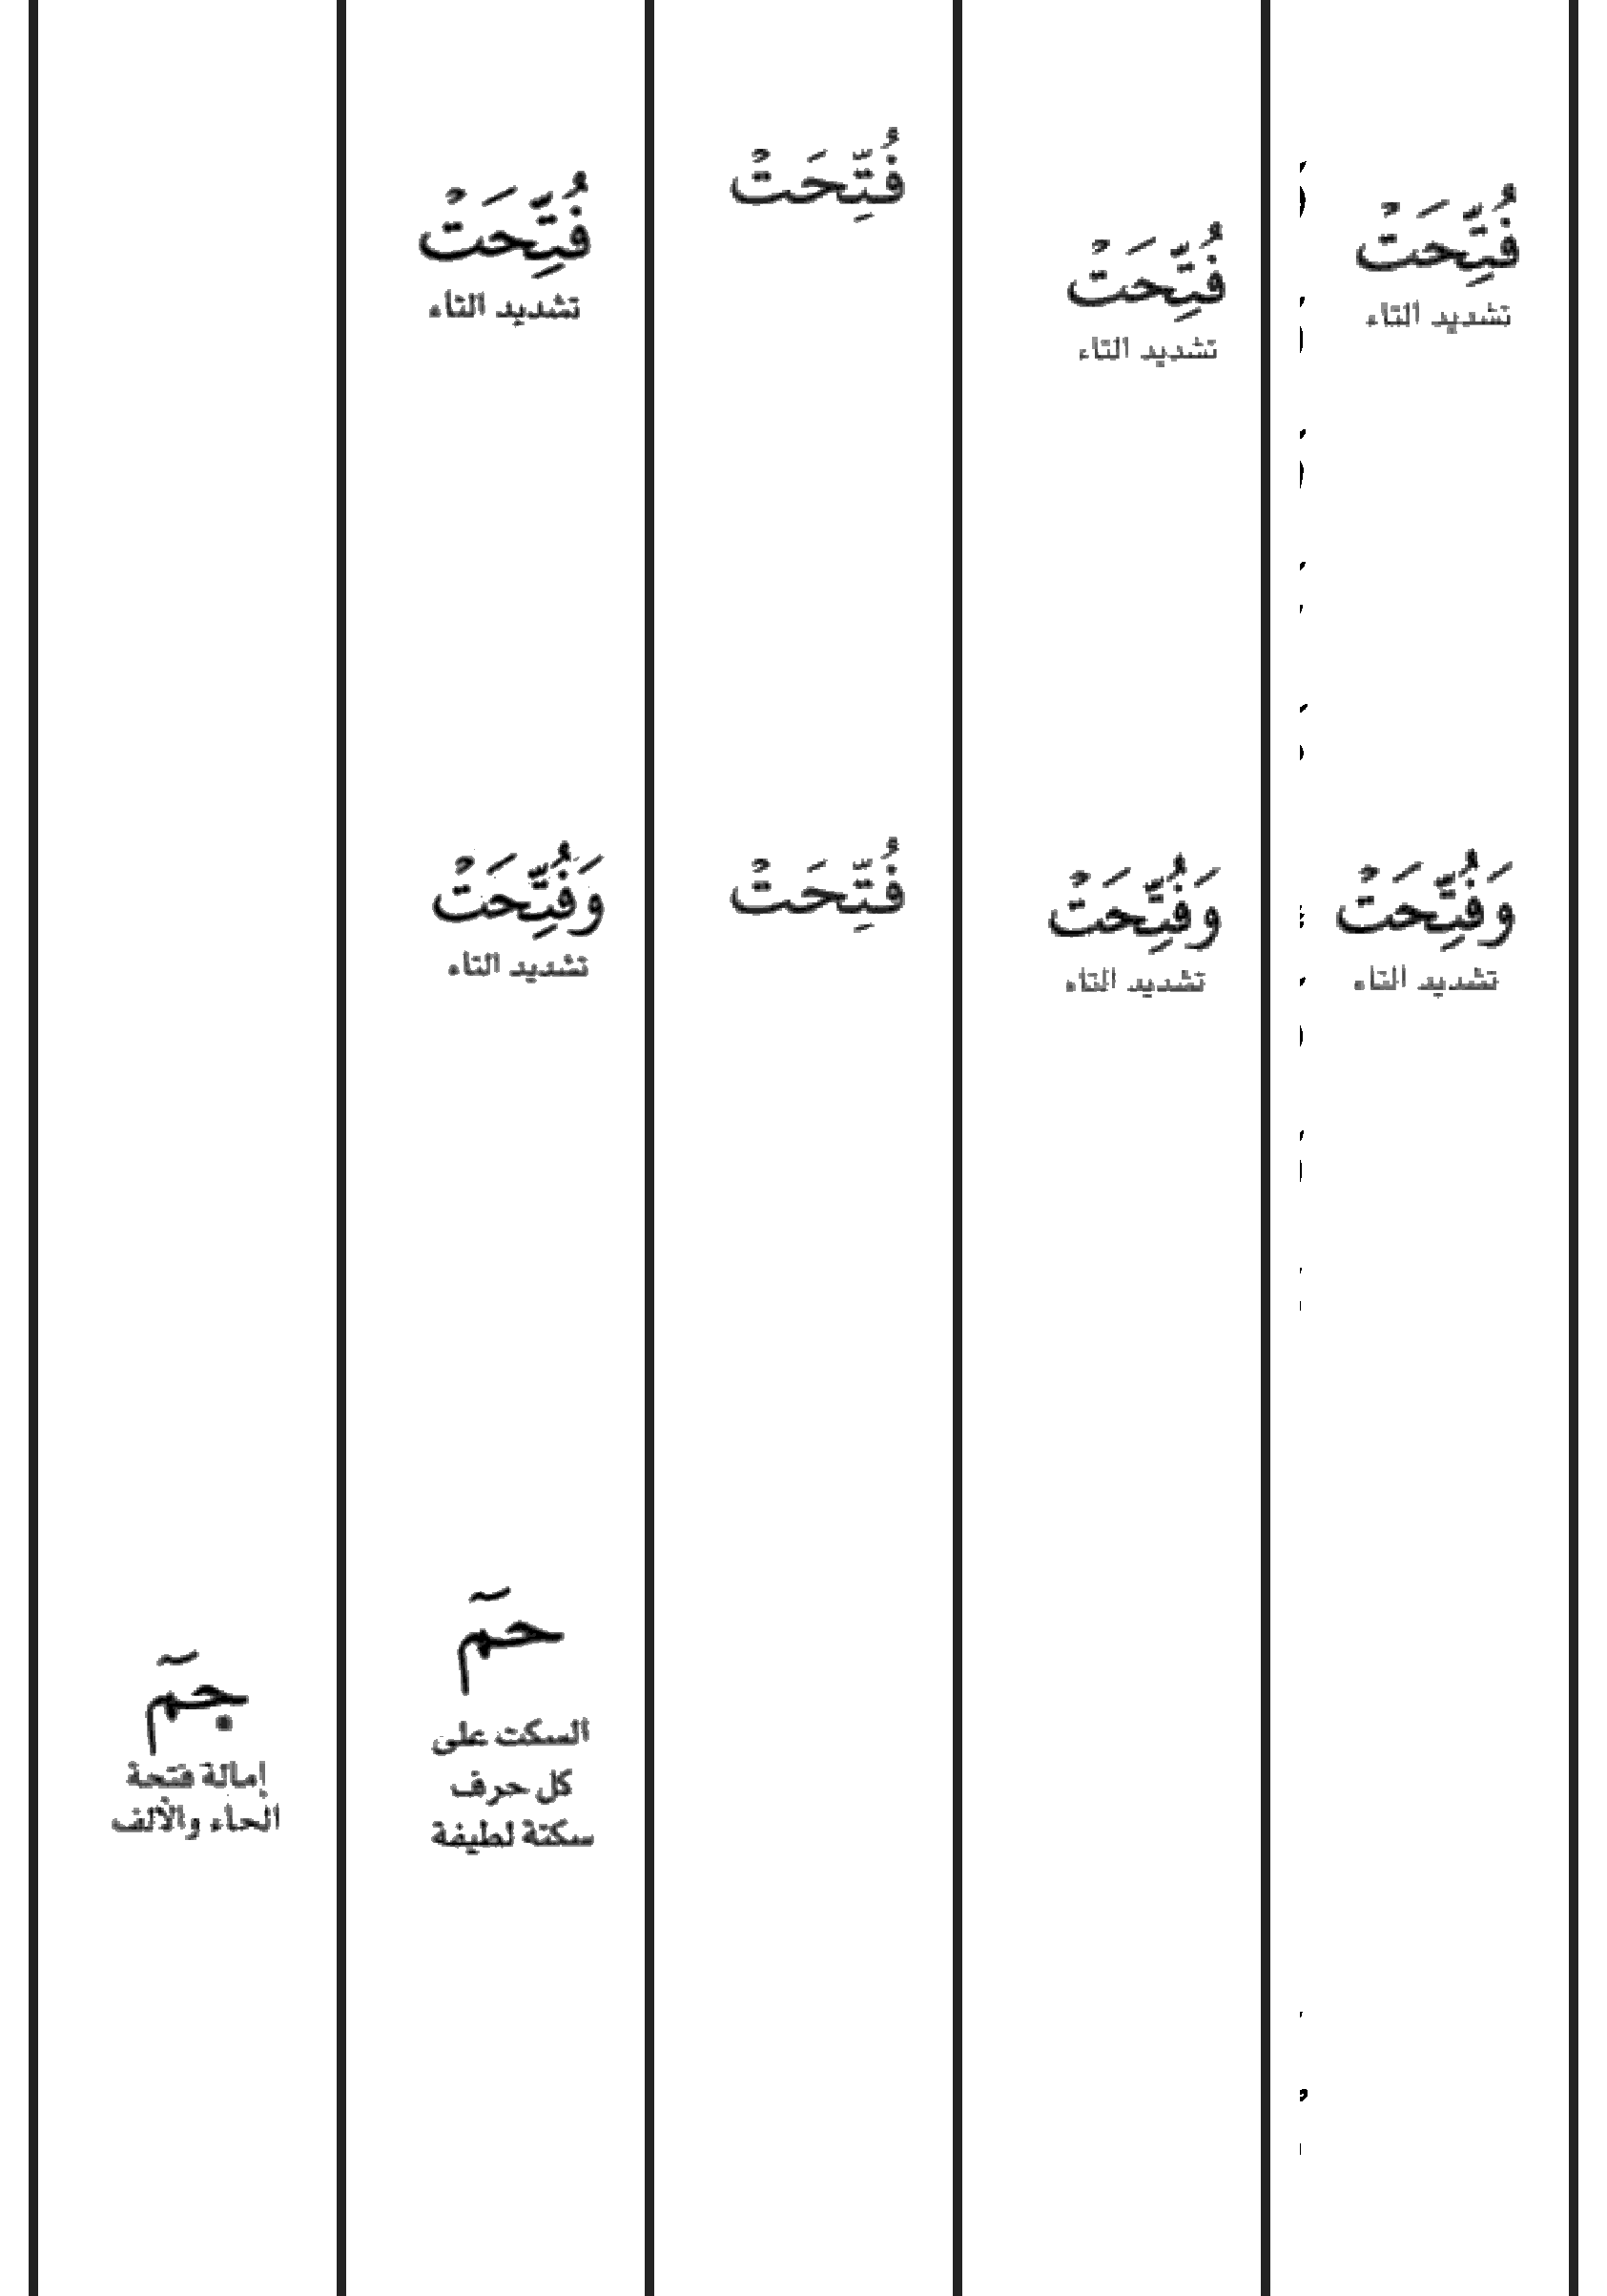 فُتِّحَتْ
تشديد التاء
فُتِّحَتْ
تشديد التاء
فُتِّحَتْ
فُتِّحَتْ
تشديد التاء
وَفُتِّحَتْ
تشديد التاء
وَفُتِّحَتْ
تشديد التاء
فُتِّحَتْ
وَفُتِّحَتْ
تشديد التاء
حمٓ
السكت على
كل حرف
سكتة لطيفة
جمٓ
إمالة فتحة
الحاء والألف